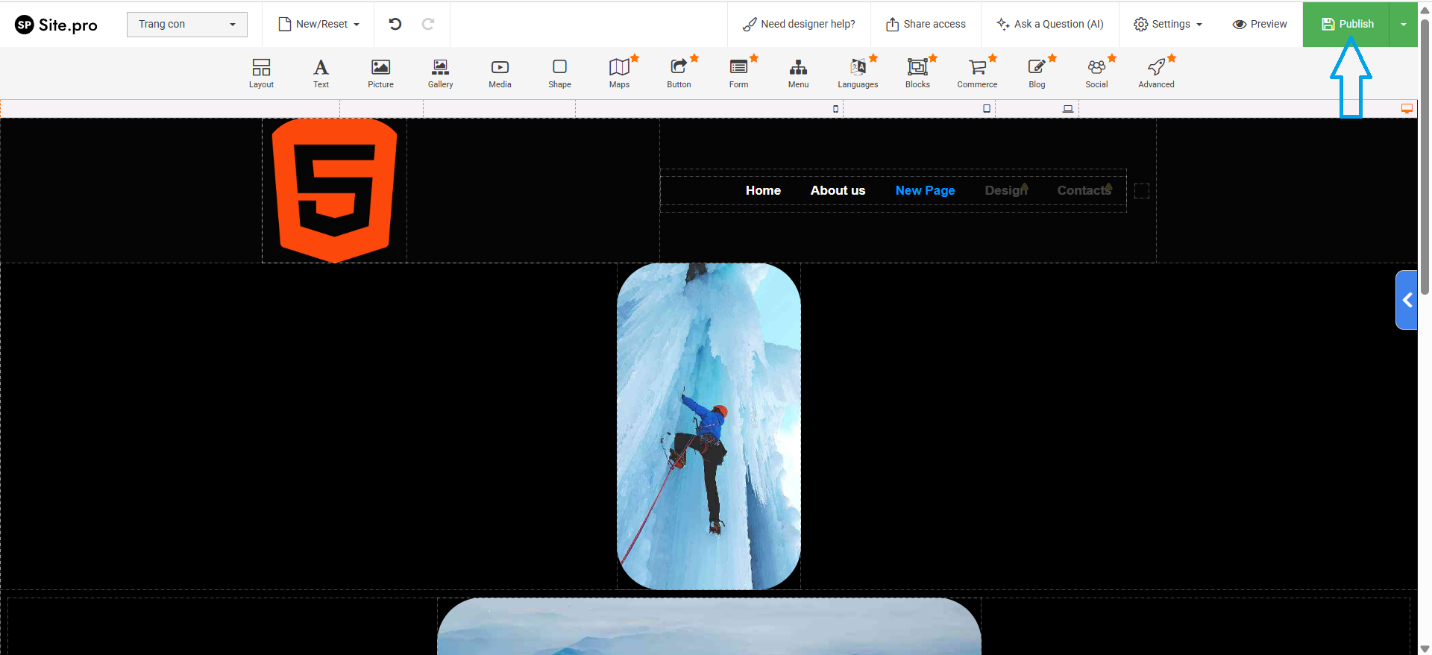 SP Site.pro
Trang con
New/Reset
Need designer help?
Share access
Ask a Question (AI)
Settings
Preview
Publish
Layout
Text
Picture
Gallery
Media
Shape
Maps
Button
Form
Menu
Languages
Blocks
Commerce
Blog
Social
Advanced
Home
About us
New Page
Design
Contacts